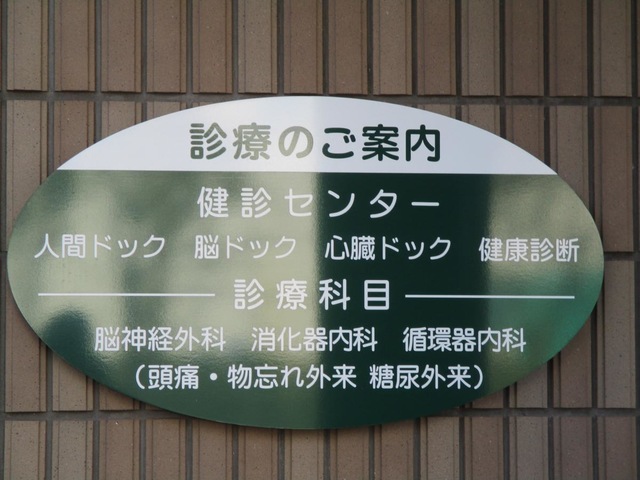 診療のご案内
健診センター
人間ドック 脳ドック 心臓ドック 健康診断
診療科目
脳神経外科 消化器内科 循環器内科
（頭痛・物忘れ外来 糖尿外来）